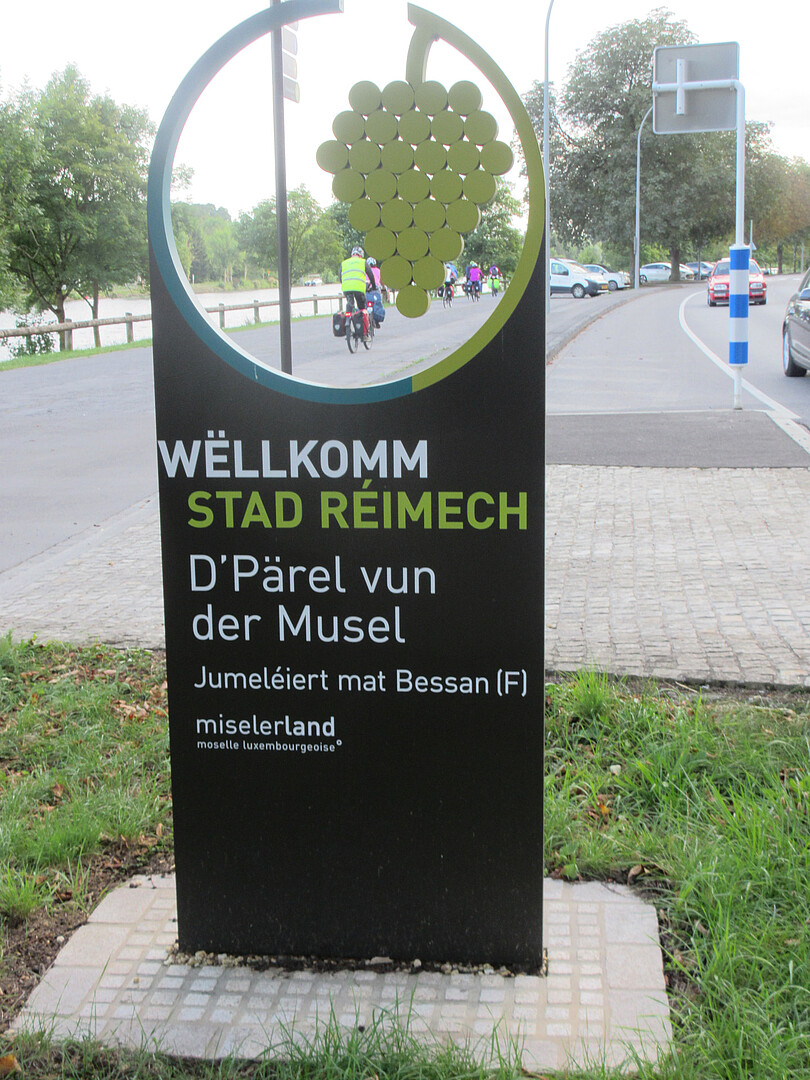 WËLLKOMM
STAD RÉIMECH
D'Pärel vun
der Musel
Jumeléiert mat Bessan (F)
miselerland
moselle luxembourgeoise°